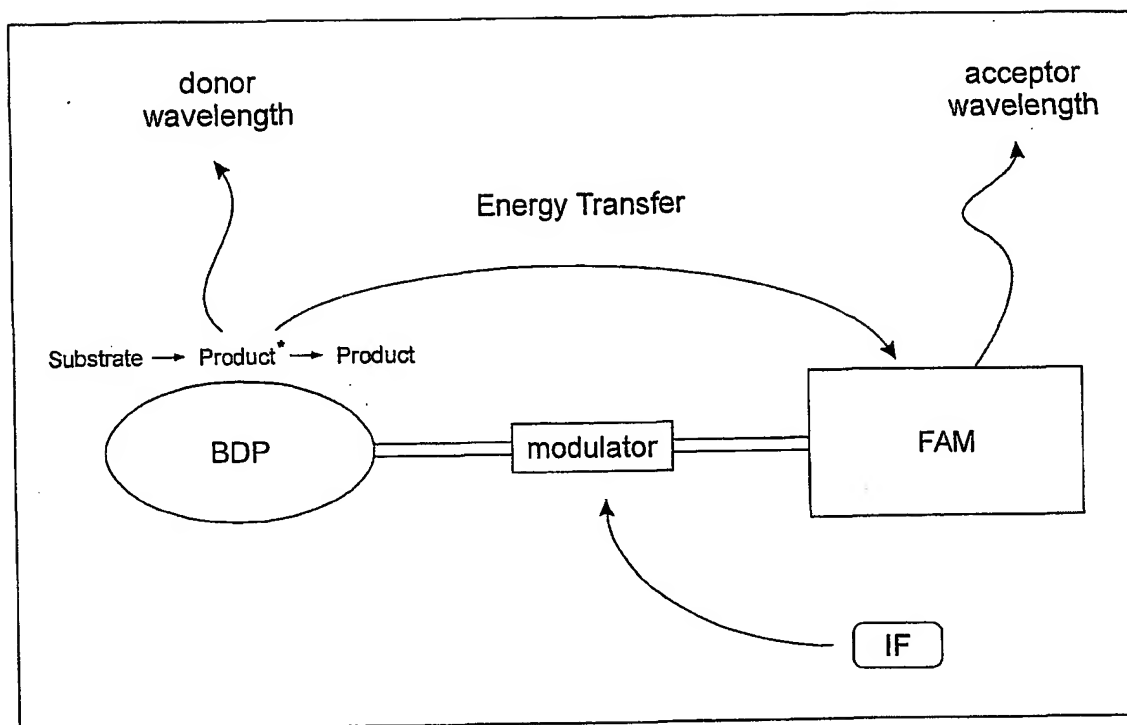 donor
wavelength
acceptor
wavelength
Energy Transfer
Substrate → Product* → Product
BDP
modulator
FAM
IF